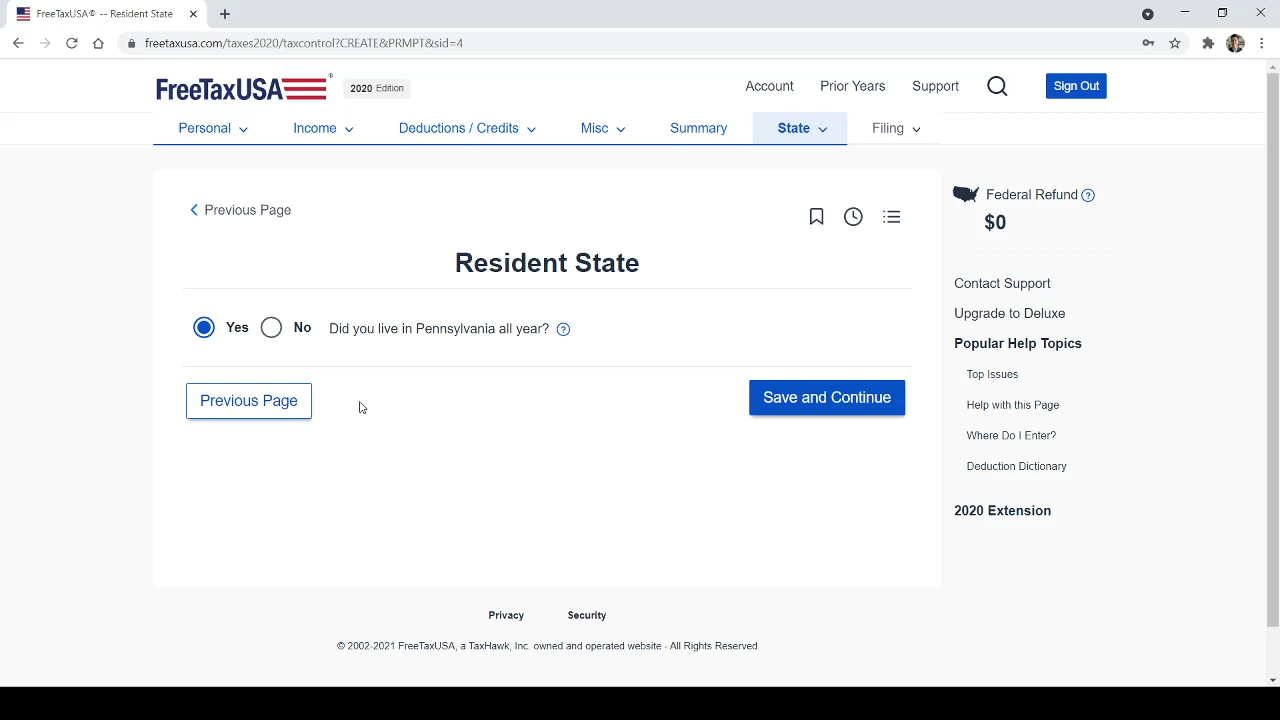 FreeTaxUSA® -- Resident State
freetaxusa.com/taxes2020/taxcontrol?CREATE&PRMPT&sid=4
FreeTaxUSA®
2020 Edition
Account
Prior Years
Support
Sign Out
Personal
Income
Deductions / Credits
Misc
Summary
State
Filing
Previous Page
Resident State
Yes
No
Did you live in Pennsylvania all year? ?
Previous Page
Save and Continue
Federal Refund ?
$0
Contact Support
Upgrade to Deluxe
Popular Help Topics
Top Issues
Help with this Page
Where Do I Enter?
Deduction Dictionary
2020 Extension
Privacy
Security
© 2002-2021 FreeTaxUSA, a TaxHawk, Inc. owned and operated website - All Rights Reserved